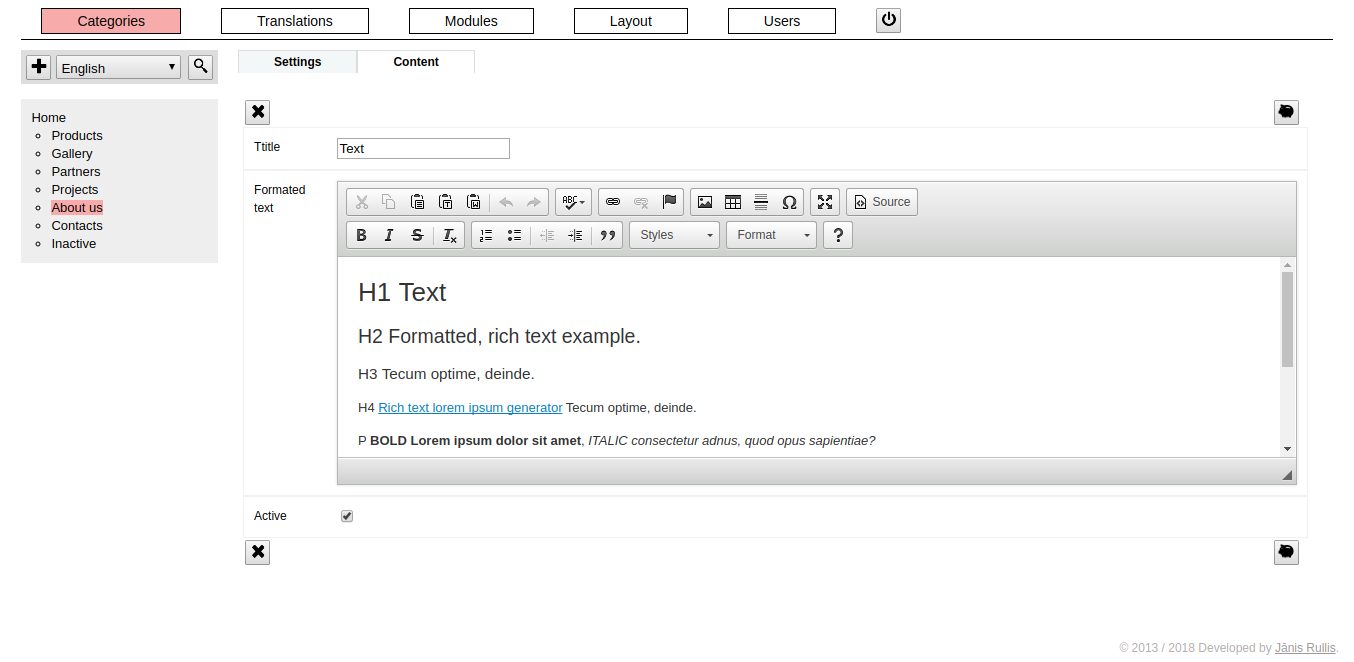 Categories Translations Modules Layout Users
English
Settings Content
Home
Products
Gallery
Partners
Projects
About us
Contacts
Inactive
Ttitle Text
Formated
text
ABC Source
B I S Tx Styles Format ?
H1 Text
H2 Formatted, rich text example.
H3 Tecum optime, deinde.
H4 Rich text lorem ipsum generator Tecum optime, deinde.
P BOLD Lorem ipsum dolor sit amet, ITALIC consectetur adnus, quod opus sapientiae?
Active
© 2013 / 2018 Developed by Jānis Rullis.